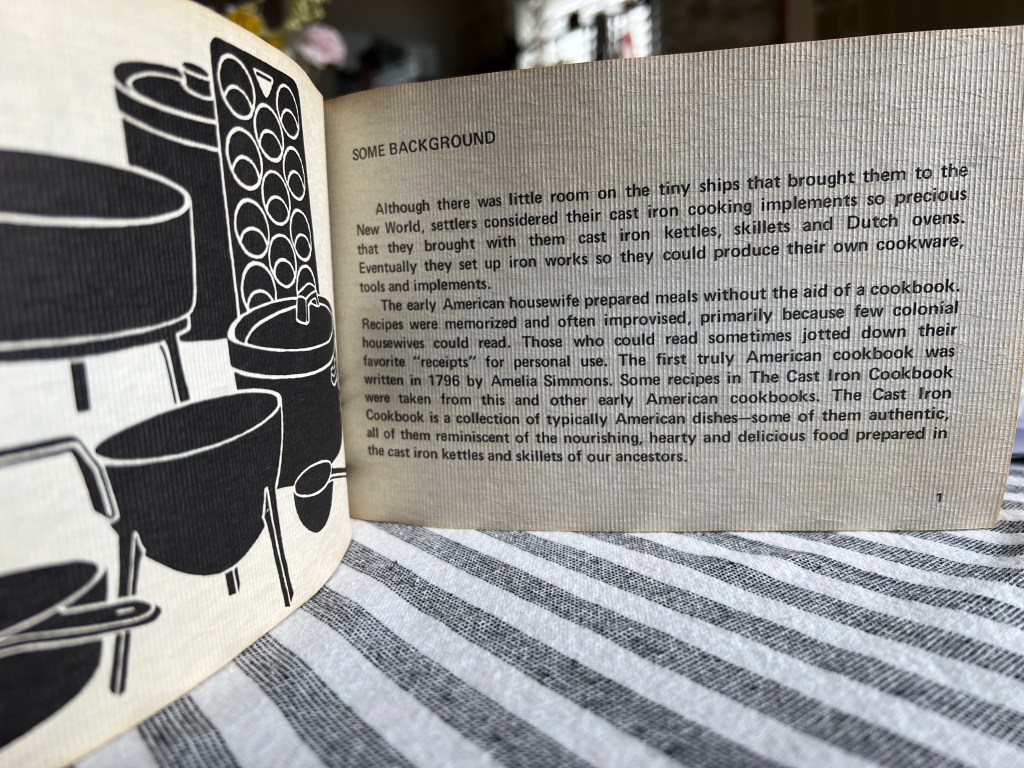 SOME BACKGROUND
Although there was little room on the tiny ships that brought them to the
New World, settlers considered their cast iron cooking implements so precious
that they brought with them cast iron kettles, skillets and Dutch ovens.
Eventually they set up iron works so they could produce their own cookware,
tools and implements.
The early American housewife prepared meals without the aid of a cookbook.
Recipes were memorized and often improvised, primarily because few colonial
housewives could read. Those who could read sometimes jotted down their
favorite "receipts" for personal use. The first truly American cookbook was
written in 1796 by Amelia Simmons. Some recipes in The Cast Iron Cookbook
were taken from this and other early American cookbooks. The Cast Iron
Cookbook is a collection of typically American dishes—some of them authentic,
all of them reminiscent of the nourishing, hearty and delicious food prepared in
the cast iron kettles and skillets of our ancestors.
1